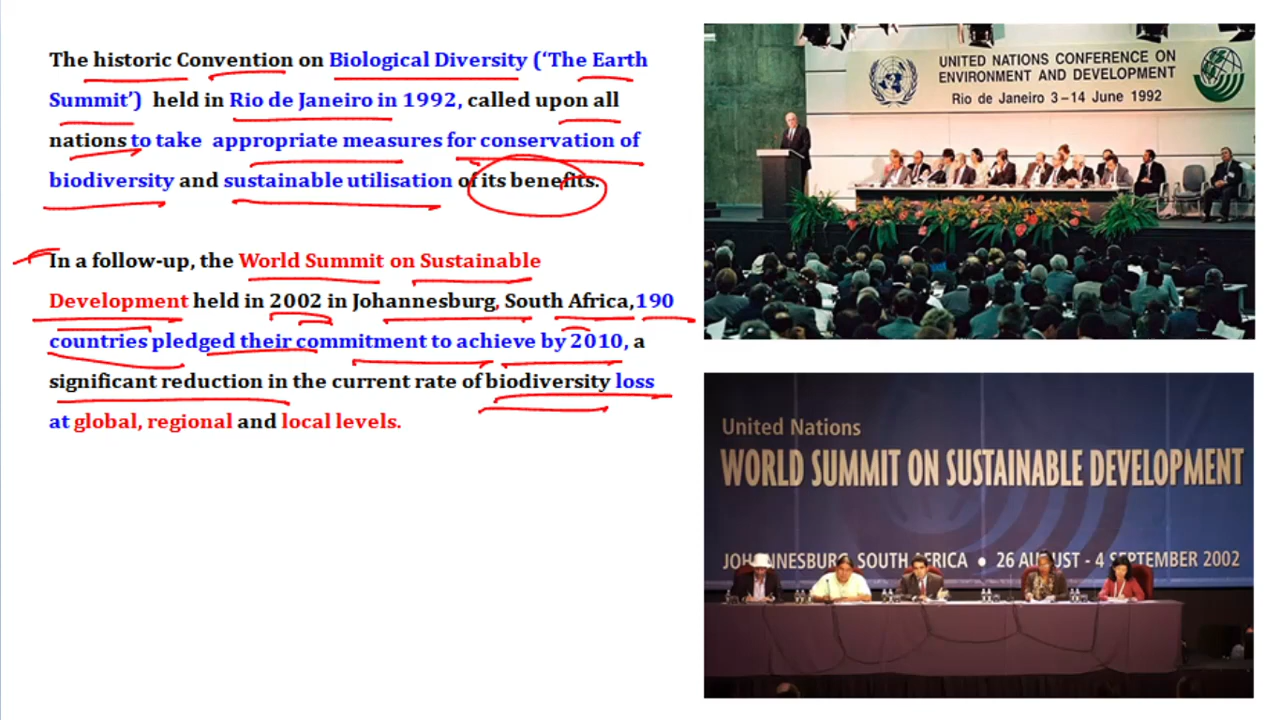 The historic Convention on Biological Diversity (‘The Earth
Summit’) held in Rio de Janeiro in 1992, called upon all
nations to take appropriate measures for conservation of
biodiversity and sustainable utilisation of its benefits.
In a follow-up, the World Summit on Sustainable
Development held in 2002 in Johannesburg, South Africa,190
countries pledged their commitment to achieve by 2010, a
significant reduction in the current rate of biodiversity loss
at global, regional and local levels.
UNITED NATIONS CONFERENCE ON
ENVIRONMENT AND DEVELOPMENT
Rio de Janeiro 3-14 June 1992
United Nations
WORLD SUMMIT ON SUSTAINABLE DEVELOPMENT
JOHANNESBURG, SOUTH AFRICA • 26 AUGUST - 4 SEPTEMBER 2002